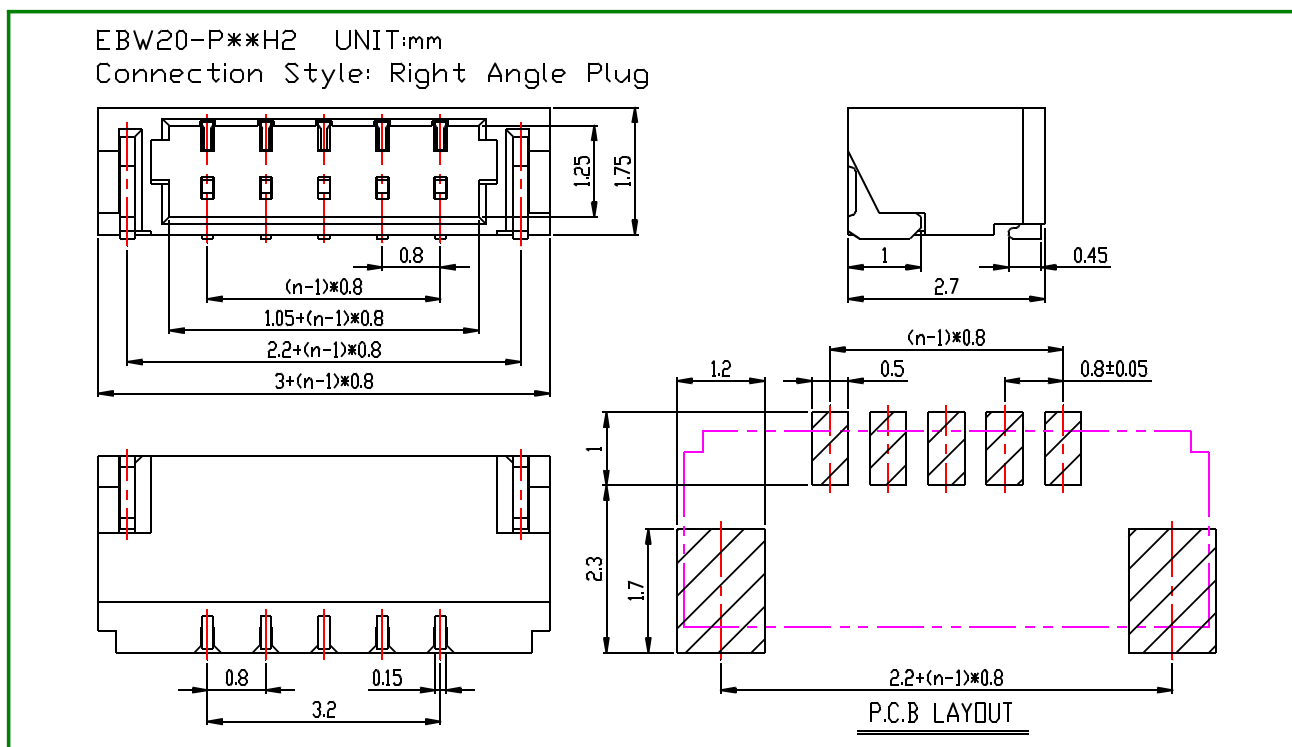 EBW20-P**H2 UNIT:mm
Connection Style: Right Angle Plug
1.25
1.75
0.8
(n-1)*0.8
1.05+(n-1)*0.8
2.2+(n-1)*0.8
3+(n-1)*0.8
1
0.45
2.7
(n-1)*0.8
1.2
0.5
0.8±0.05
1
2.3
1.7
2.2+(n-1)*0.8
P.C.B LAYOUT
0.8
0.15
3.2